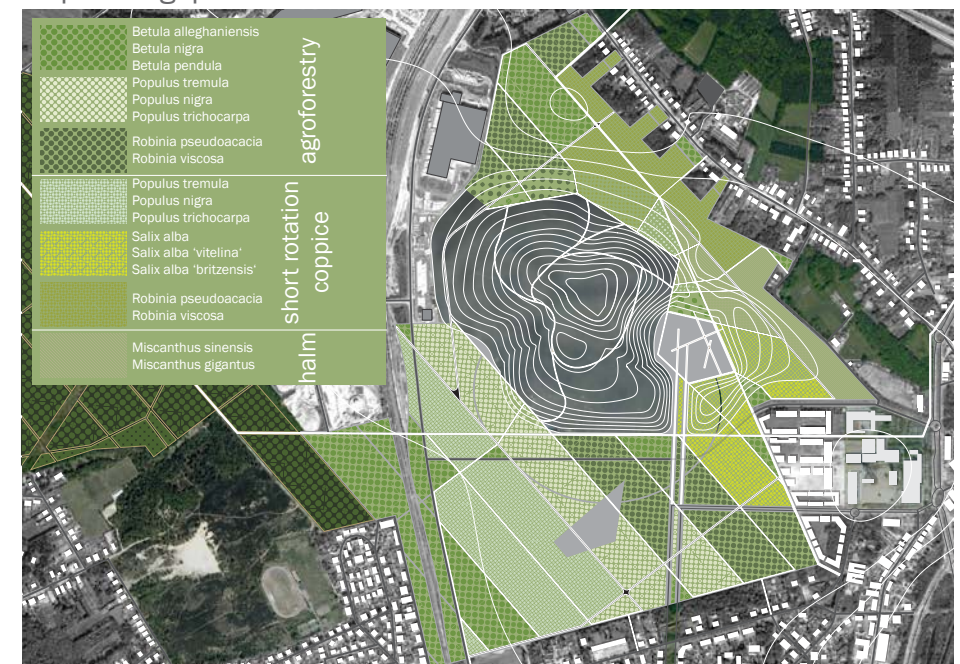 Betula alleghaniensis
Betula nigra
Betula pendula
Populus tremula
Populus nigra
Populus trichocarpa
Robinia pseudoacacia
Robinia viscosa
agroforestry
Populus tremula
Populus nigra
Populus trichocarpa
Salix alba
Salix alba ‘vitelina‘
Salix alba ‘britzensis‘
Robinia pseudoacacia
Robinia viscosa
short rotation
coppice
Miscanthus sinensis
Miscanthus gigantus
halm